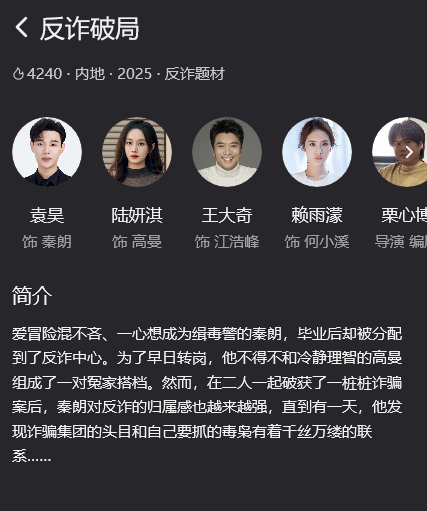 反诈破局
4240 · 内地 · 2025 · 反诈题材
袁昊 陆妍淇 王大奇 赖雨濛 栗心博
饰 秦朗 饰 高曼 饰 江浩峰 饰 何小溪 导演 编
简介
爱冒险混不吝、一心想成为缉毒警的秦朗，毕业后却被分配
到了反诈中心。为了早日转岗，他不得不和冷静理智的高曼
组成了一对冤家搭档。然而，在二人一起破获了一桩桩诈骗
案后，秦朗对反诈的归属感也越来越强，直到有一天，他发
现诈骗集团的头目和自己要抓的毒枭有着千丝万缕的联
系......